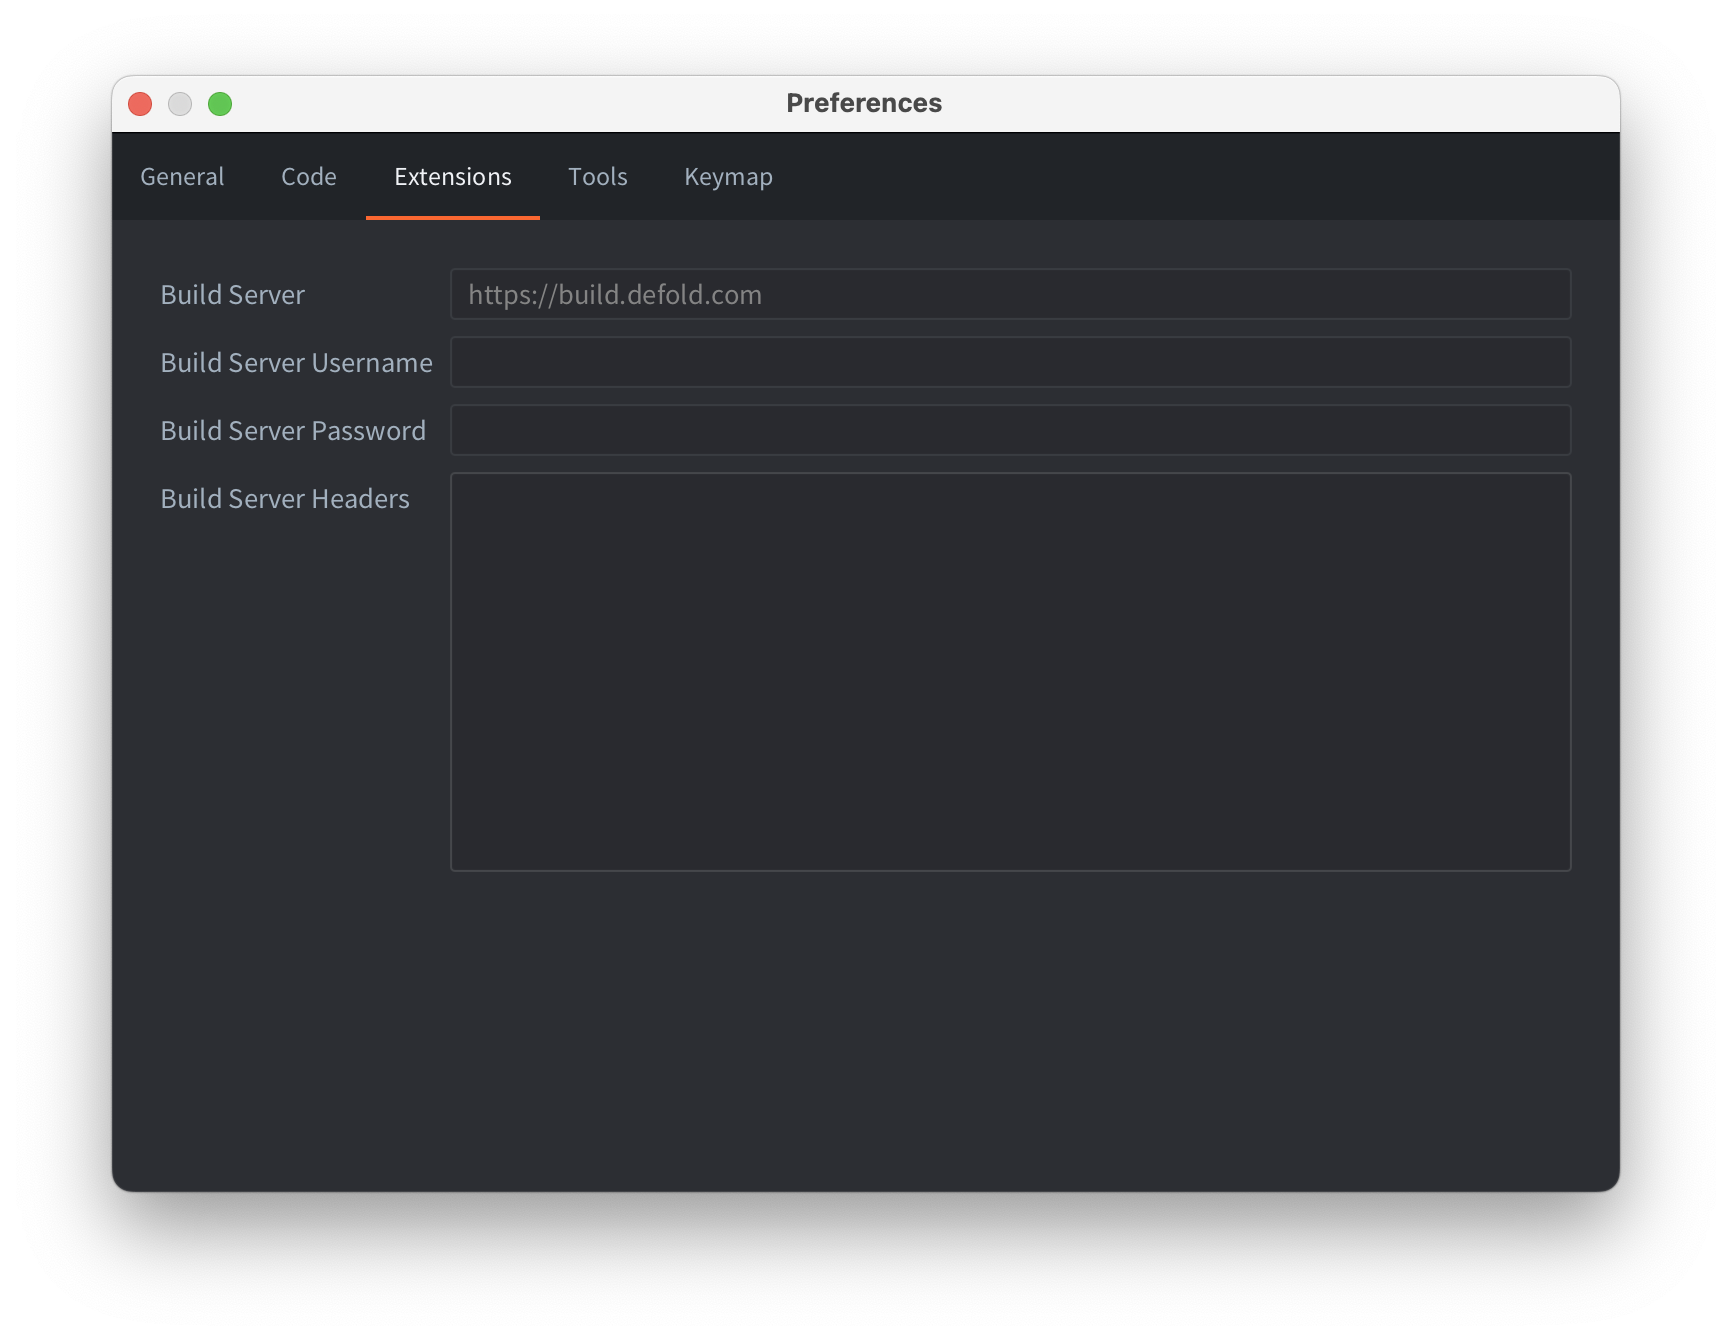 Preferences
General Code Extensions Tools Keymap
Build Server https://build.defold.com
Build Server Username
Build Server Password
Build Server Headers